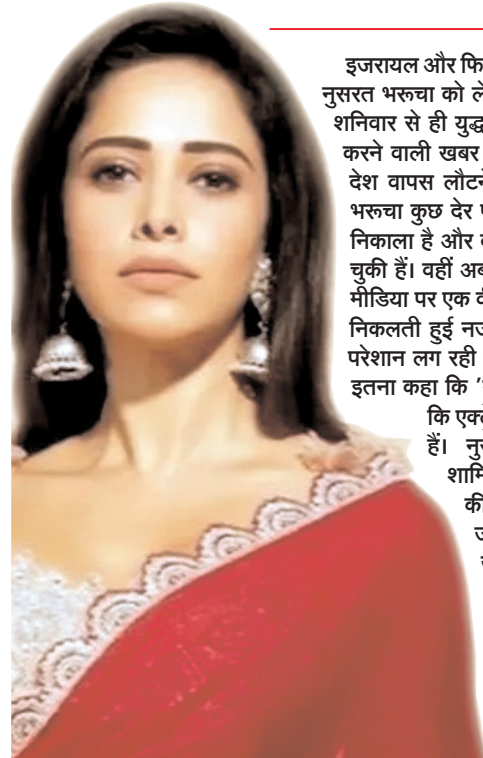 इजरायल और फि
नुसरत भरूचा को ले
शनिवार से ही युद्ध
करने वाली खबर
देश वापस लौटने
भरूचा कुछ देर
निकाला है और
चुकी हैं। वहीं अब
मीडिया पर एक वी
निकलती हुई नज
परेशान लग रही
इतना कहा कि '
कि एक्ट्
हैं। नु
शामि
की